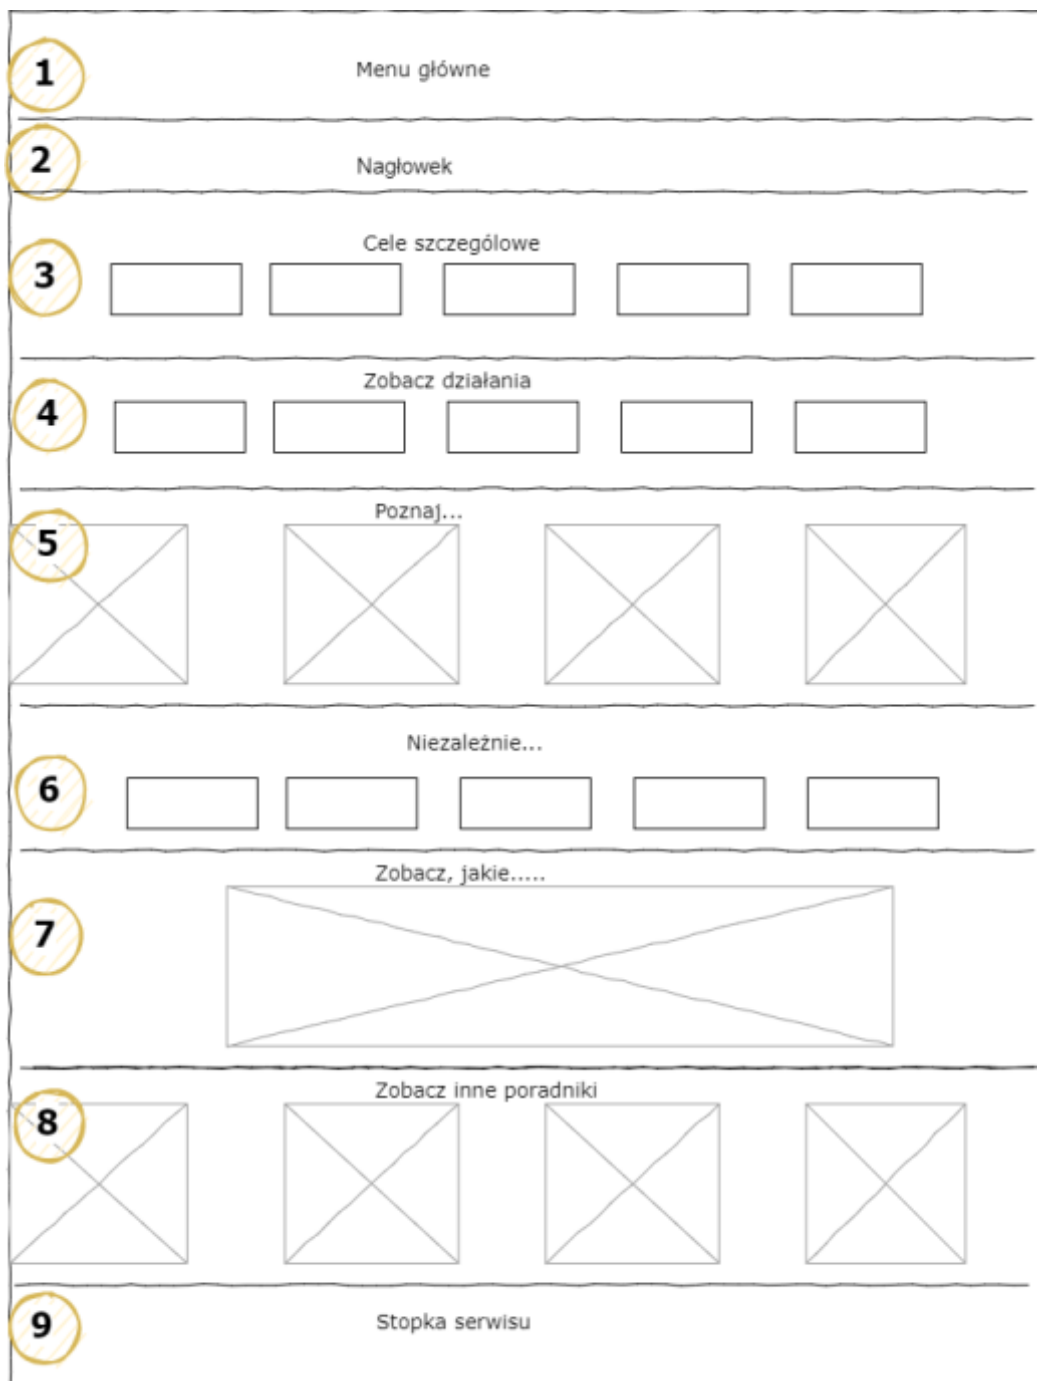 1
Menu główne
2
Nagłowek
Cele szczególowe
3
Zobacz działania
4
Poznaj...
5
Niezależnie...
6
Zobacz, jakie.....
7
Zobacz inne poradniki
8
9
Stopka serwisu